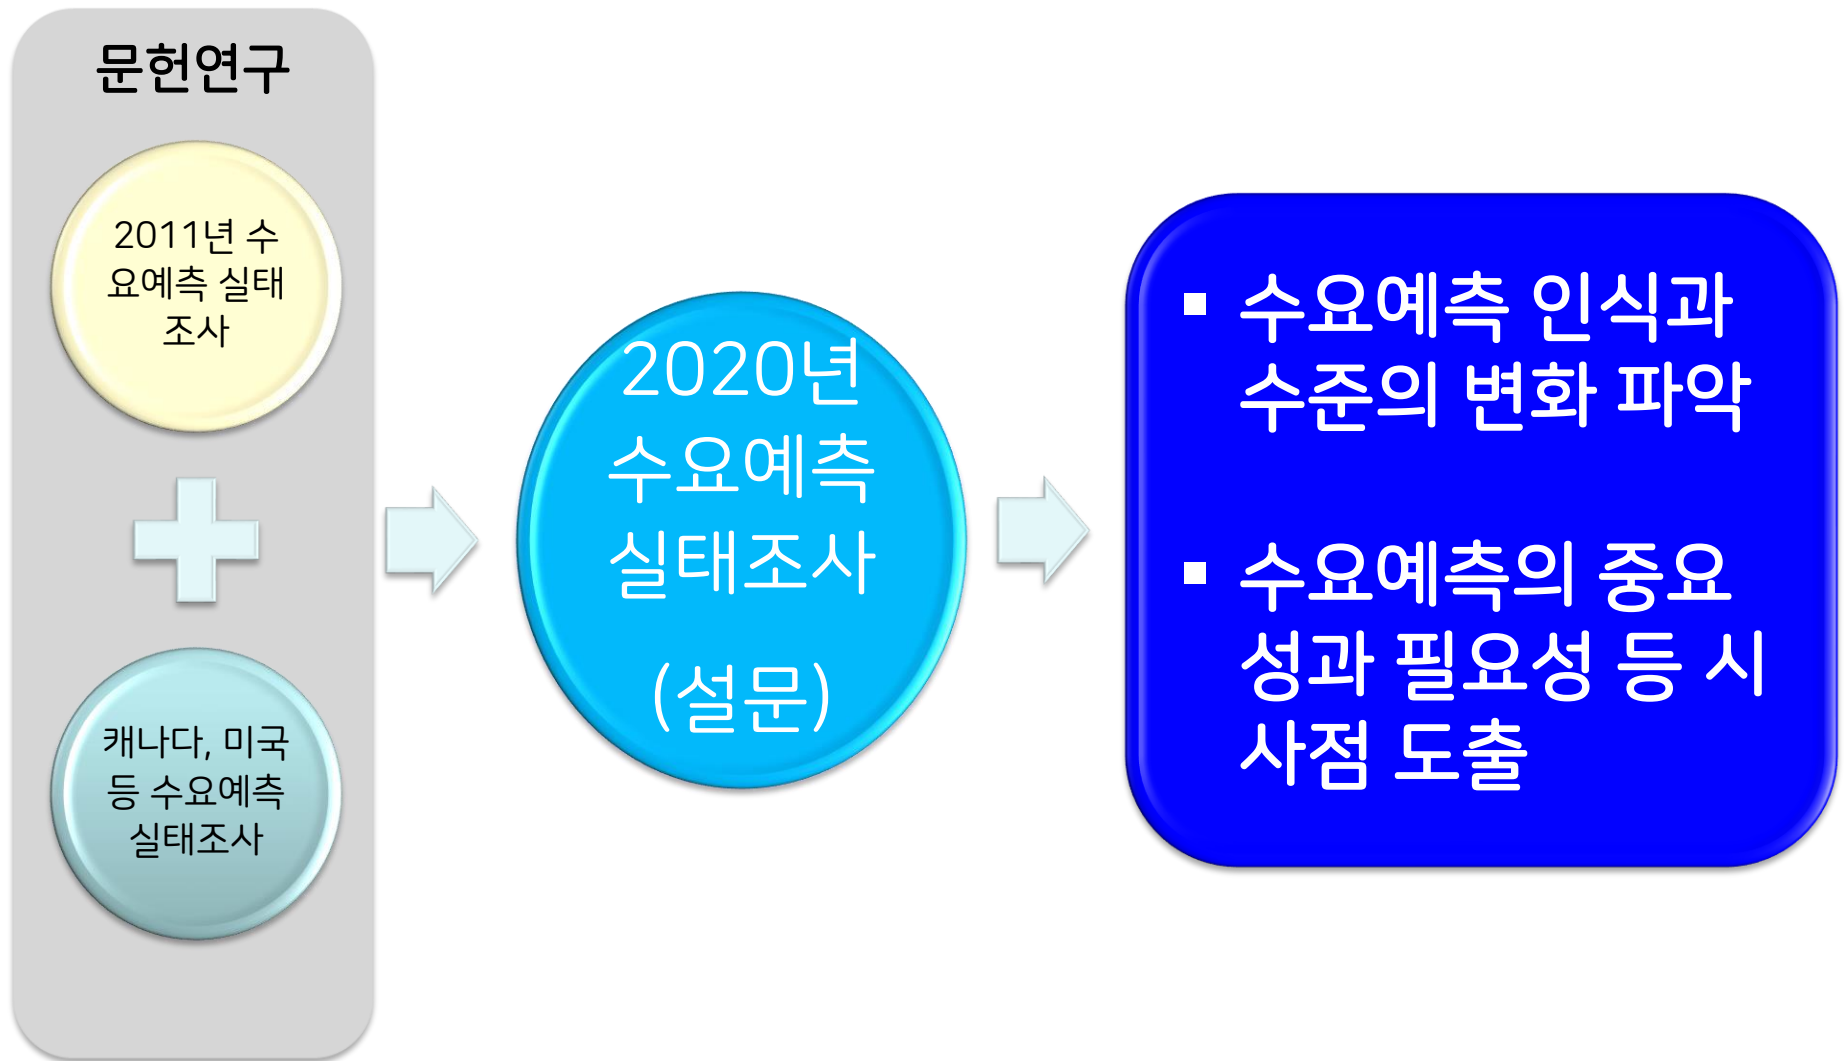 문헌연구
2011년 수
요예측 실태
조사
캐나다, 미국
등 수요예측
실태조사
2020년
수요예측
실태조사
(설문)
▪ 수요예측 인식과
수준의 변화 파악
▪ 수요예측의 중요
성과 필요성 등 시
사점 도출